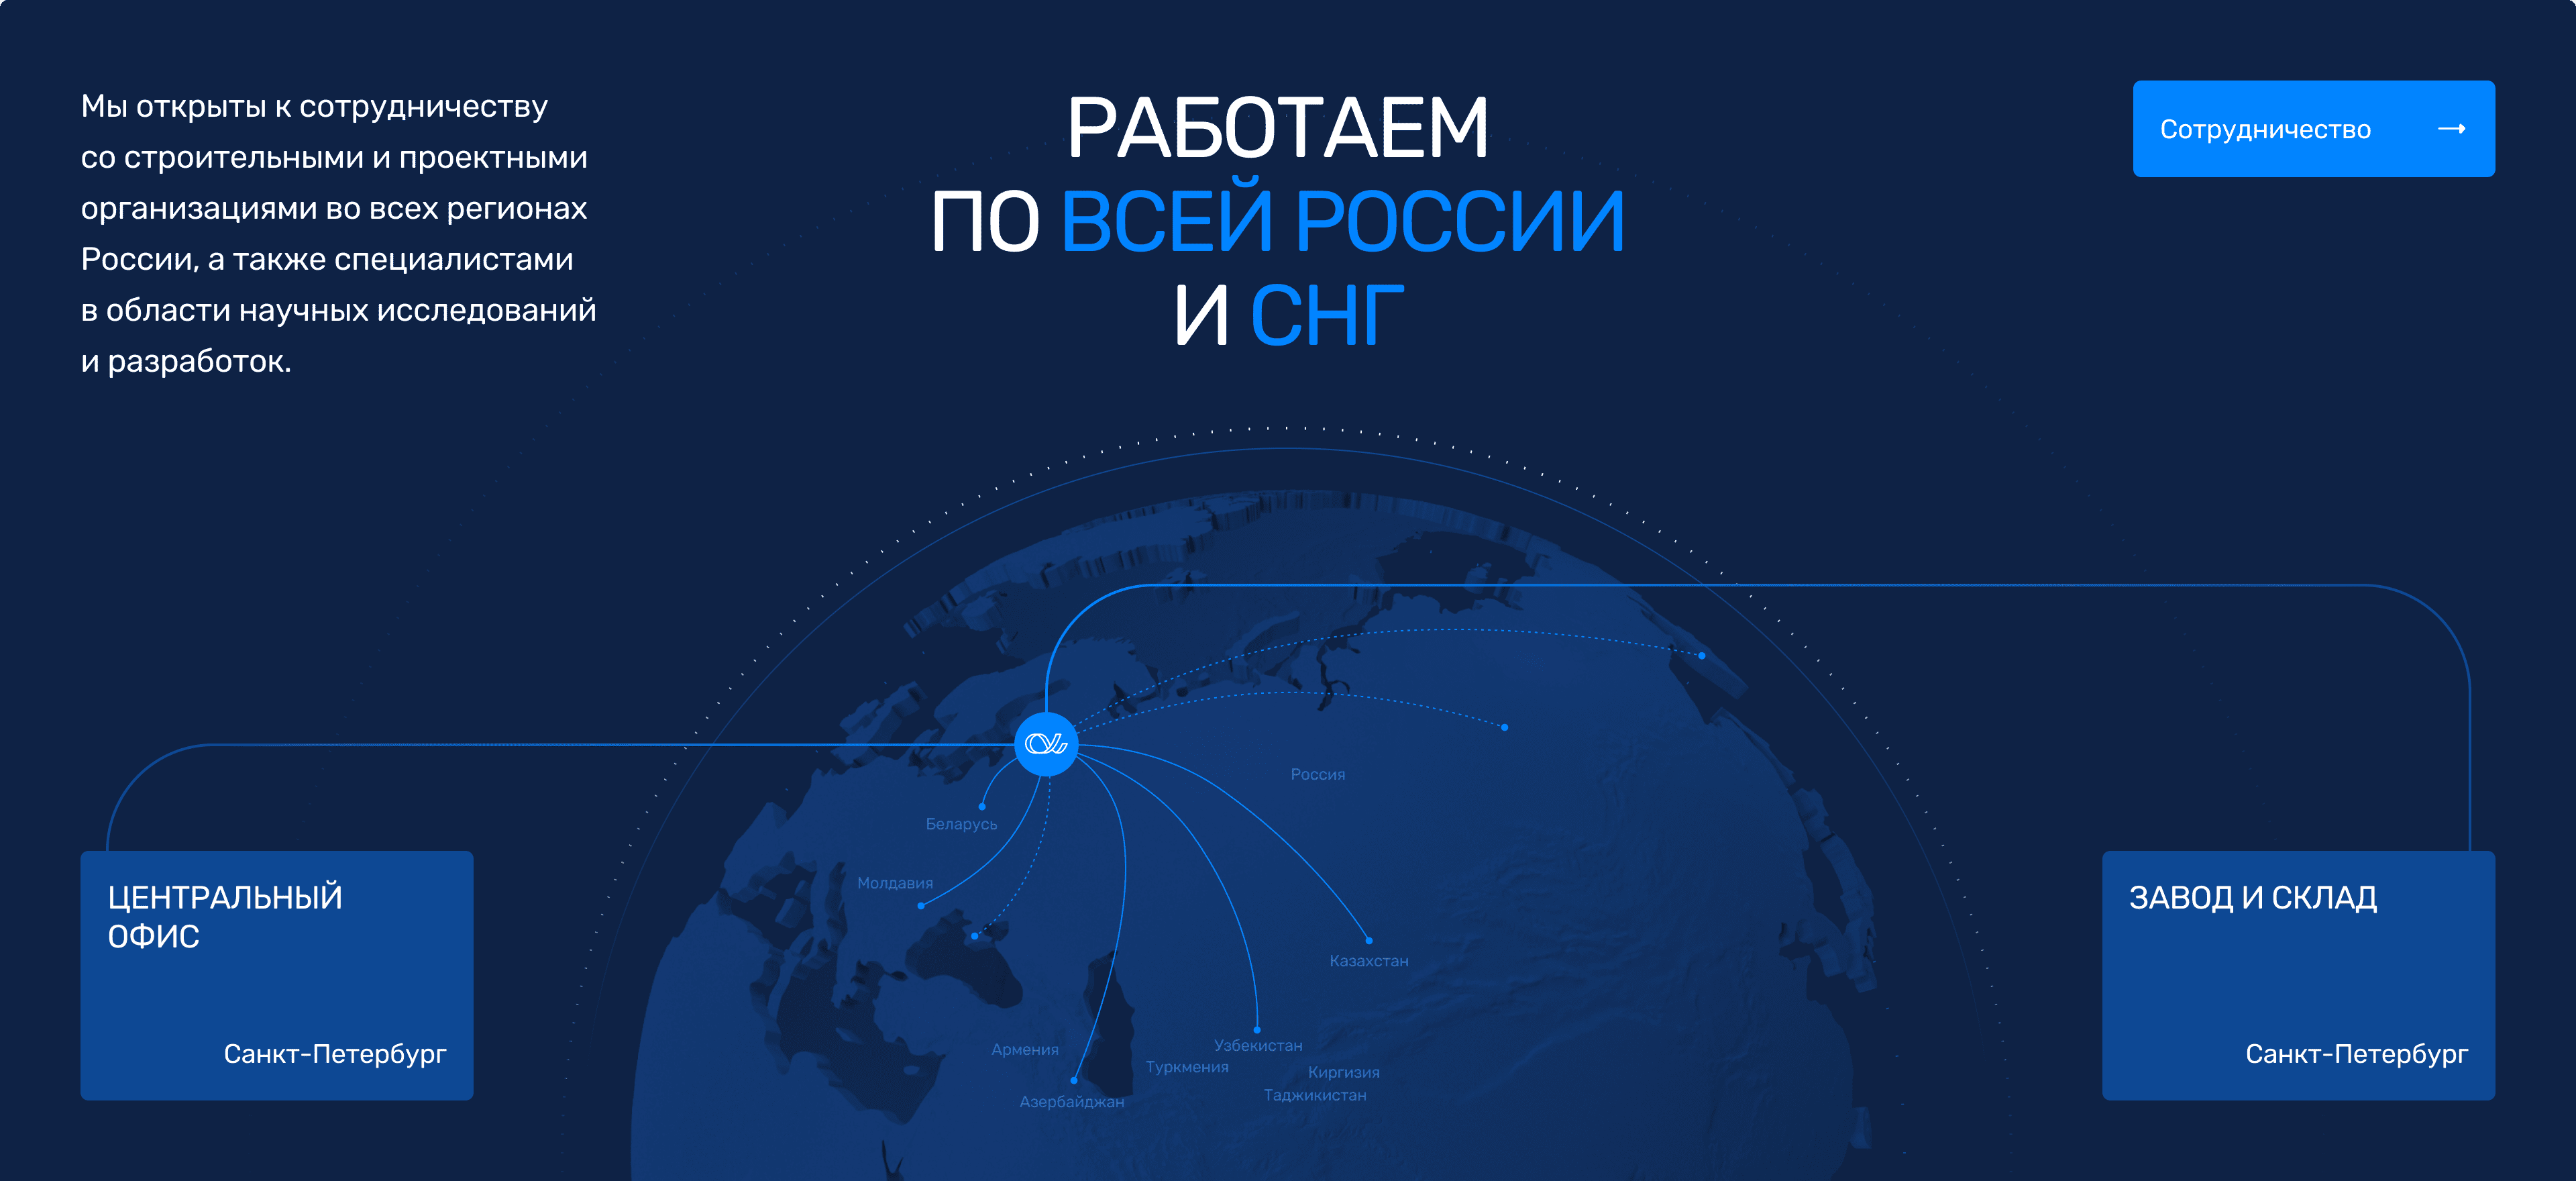 Мы открыты к сотрудничеству
со строительными и проектными
организациями во всех регионах
России, а также специалистами
в области научных исследований
и разработок.
РАБОТАЕМ
ПО ВСЕЙ РОССИИ
И СНГ
Сотрудничество
Россия
Беларусь
Молдавия
Казахстан
Армения
Узбекистан
Туркмения
Киргизия
Таджикистан
Азербайджан
ЦЕНТРАЛЬНЫЙ
ОФИС
Санкт-Петербург
ЗАВОД И СКЛАД
Санкт-Петербург